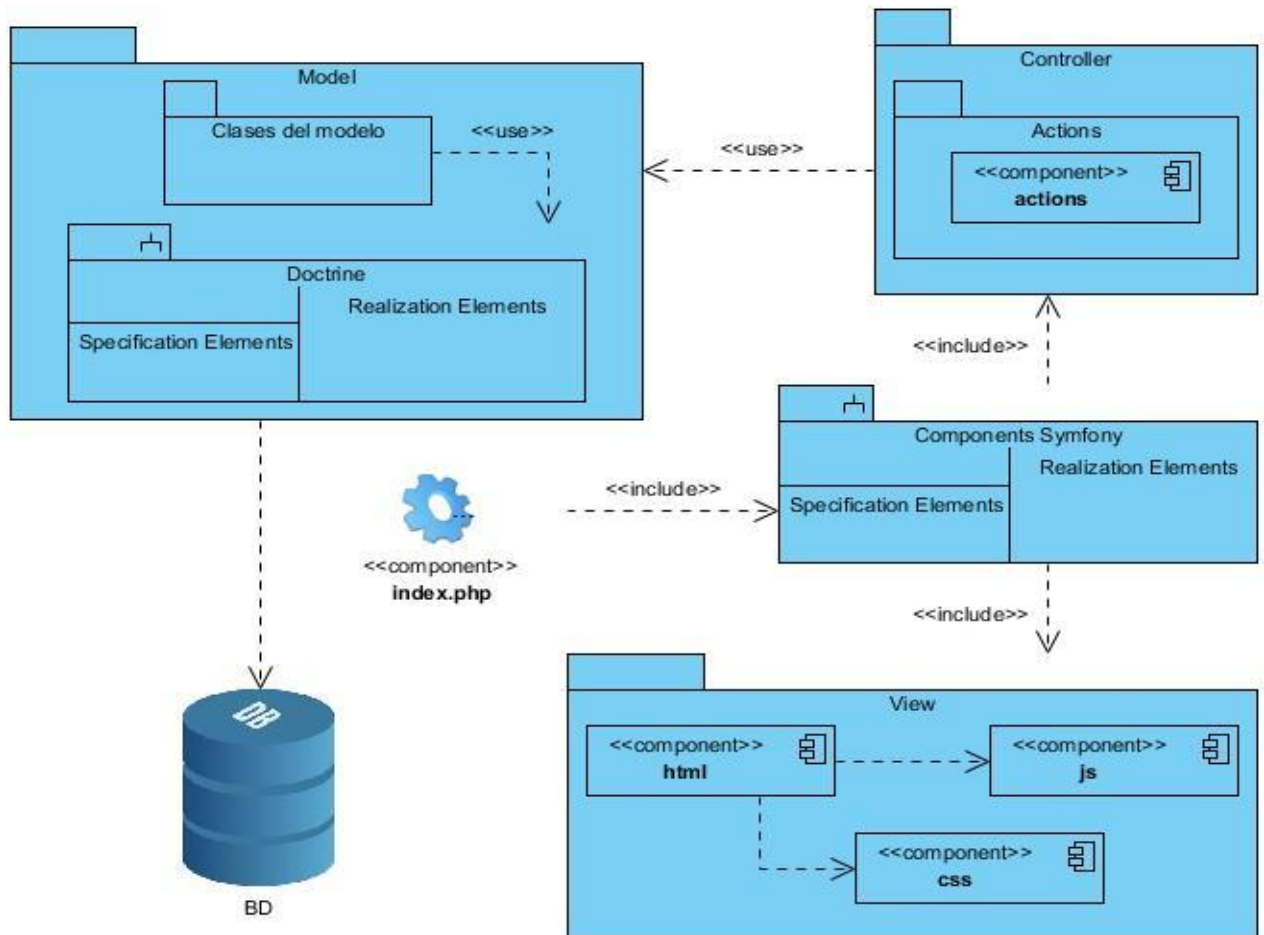 Model
Clases del modelo
<<use>>
Doctrine
Realization Elements
Specification Elements
<<use>>
Controller
Actions
<<component>>
actions
<<include>>
Components Symfony
Realization Elements
Specification Elements
<<include>>
<<component>>
index.php
<<include>>
DB
BD
View
<<component>>
html
<<component>>
js
<<component>>
css